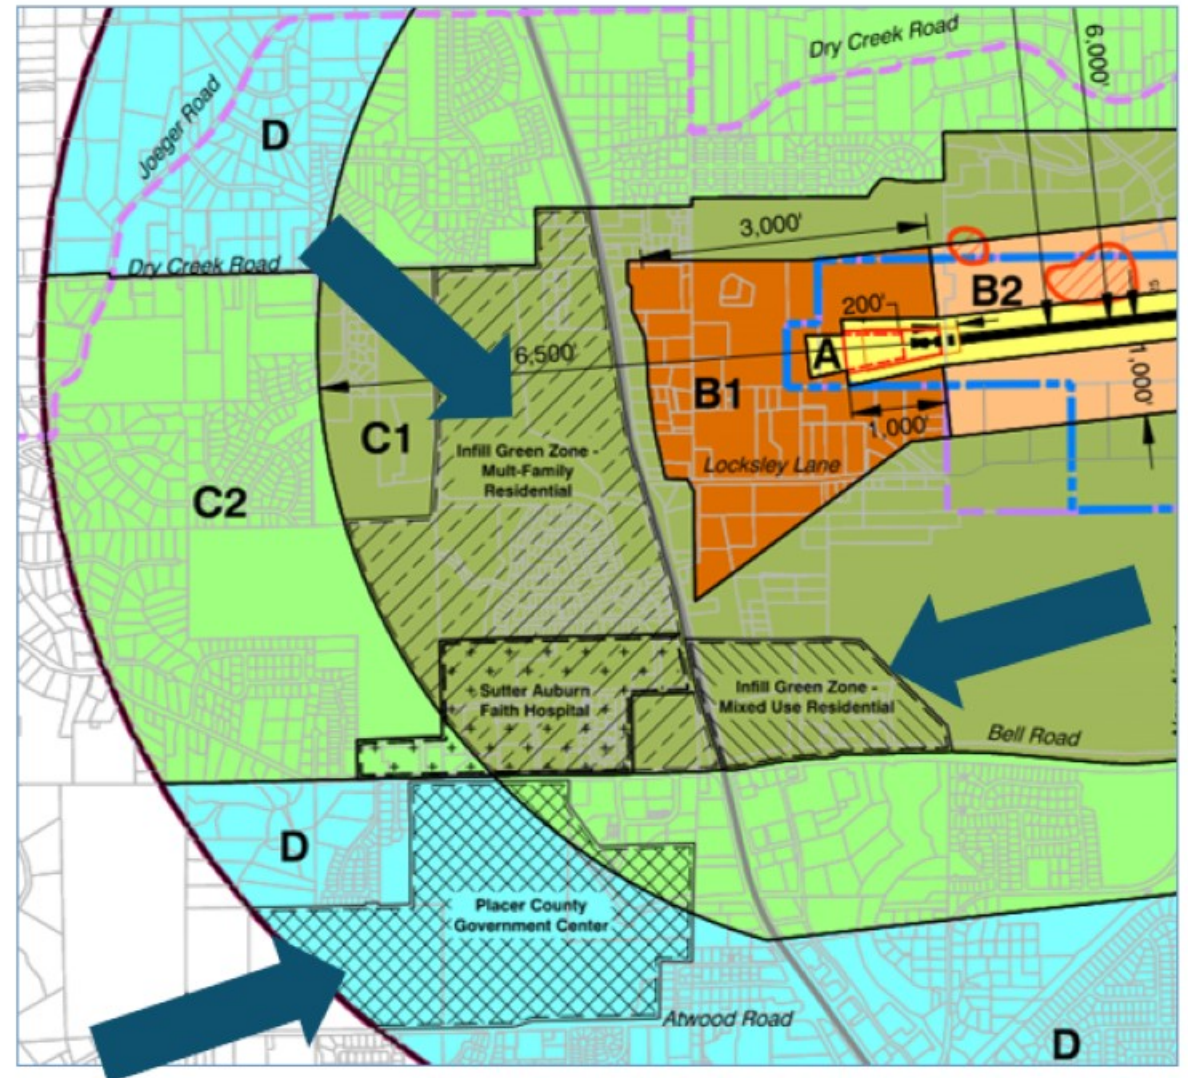 Dry Creek Road
6,000'
Joeger Road
D
3,000'
Dry Creek Road
B2
200'
6,500'
A
B1
1,000'
1,000'
C1
Infill Green Zone -
Mult-Family
Residential
Locksley Lane
C2
Sutter Auburn
Faith Hospital
Infill Green Zone -
Mixed Use Residential
Bell Road
D
Placer County
Government Center
Atwood Road
D